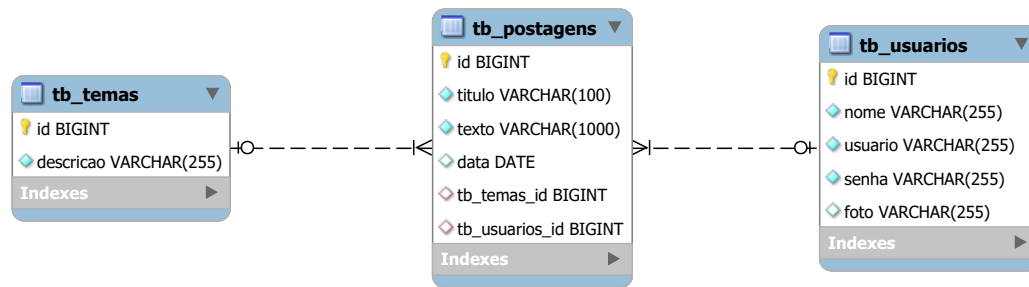 tb_temas
id BIGINT
descricao VARCHAR(255)
Indexes
tb_postagens
id BIGINT
titulo VARCHAR(100)
texto VARCHAR(1000)
data DATE
tb_temas_id BIGINT
tb_usuarios_id BIGINT
Indexes
tb_usuarios
id BIGINT
nome VARCHAR(255)
usuario VARCHAR(255)
senha VARCHAR(255)
foto VARCHAR(255)
Indexes